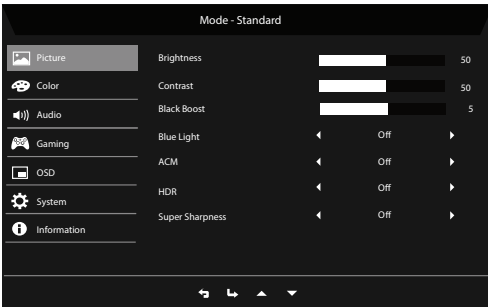 Mode - Standard
Picture
Color
Audio
Gaming
OSD
System
Information
Brightness 50
Contrast 50
Black Boost 5
Blue Light Off
ACM Off
HDR Off
Super Sharpness Off